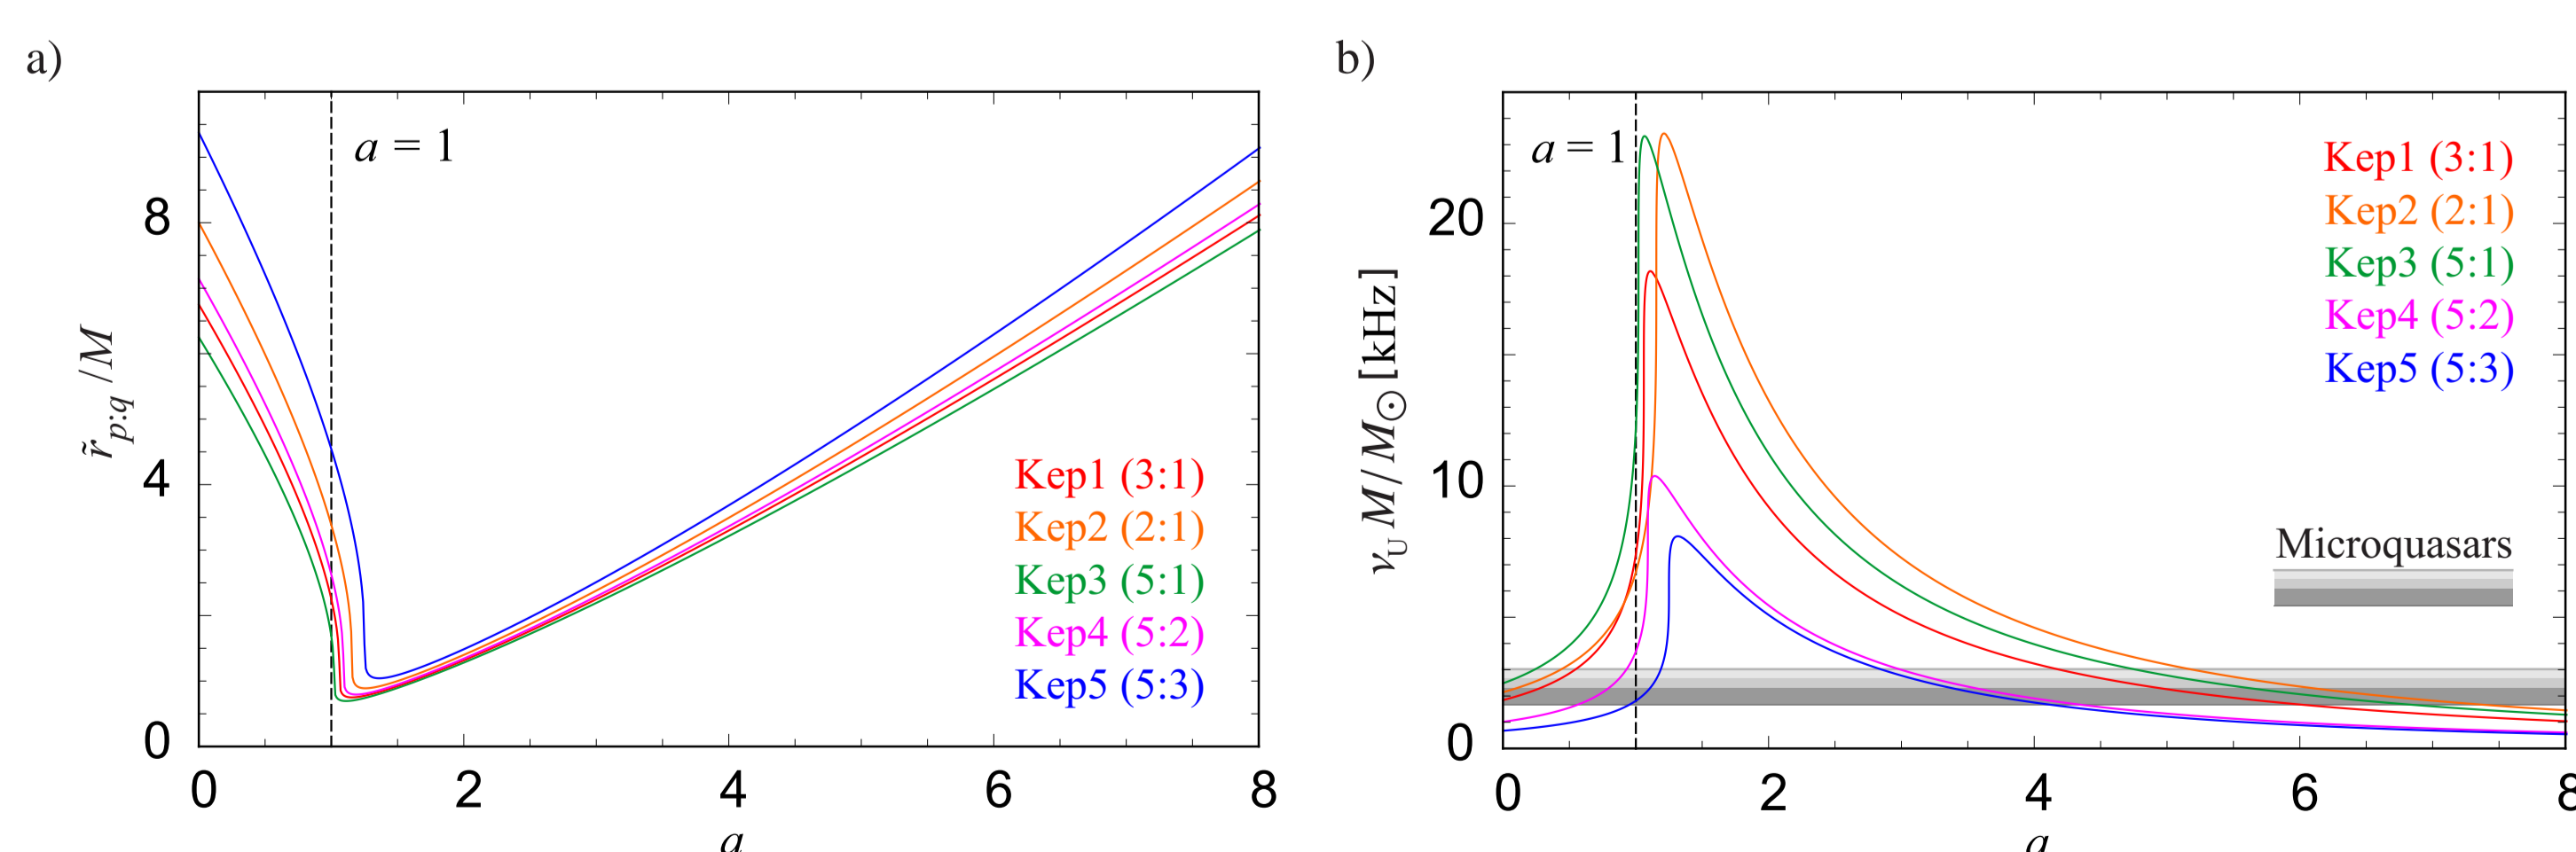 a)
a = 1
8
4
0
r̃p:q /M
Kep1 (3:1)
Kep2 (2:1)
Kep3 (5:1)
Kep4 (5:2)
Kep5 (5:3)
0 2 4 6 8
a
b)
a = 1
20
10
0
νU M/M⊙ [kHz]
Kep1 (3:1)
Kep2 (2:1)
Kep3 (5:1)
Kep4 (5:2)
Kep5 (5:3)
Microquasars
0 2 4 6 8
a